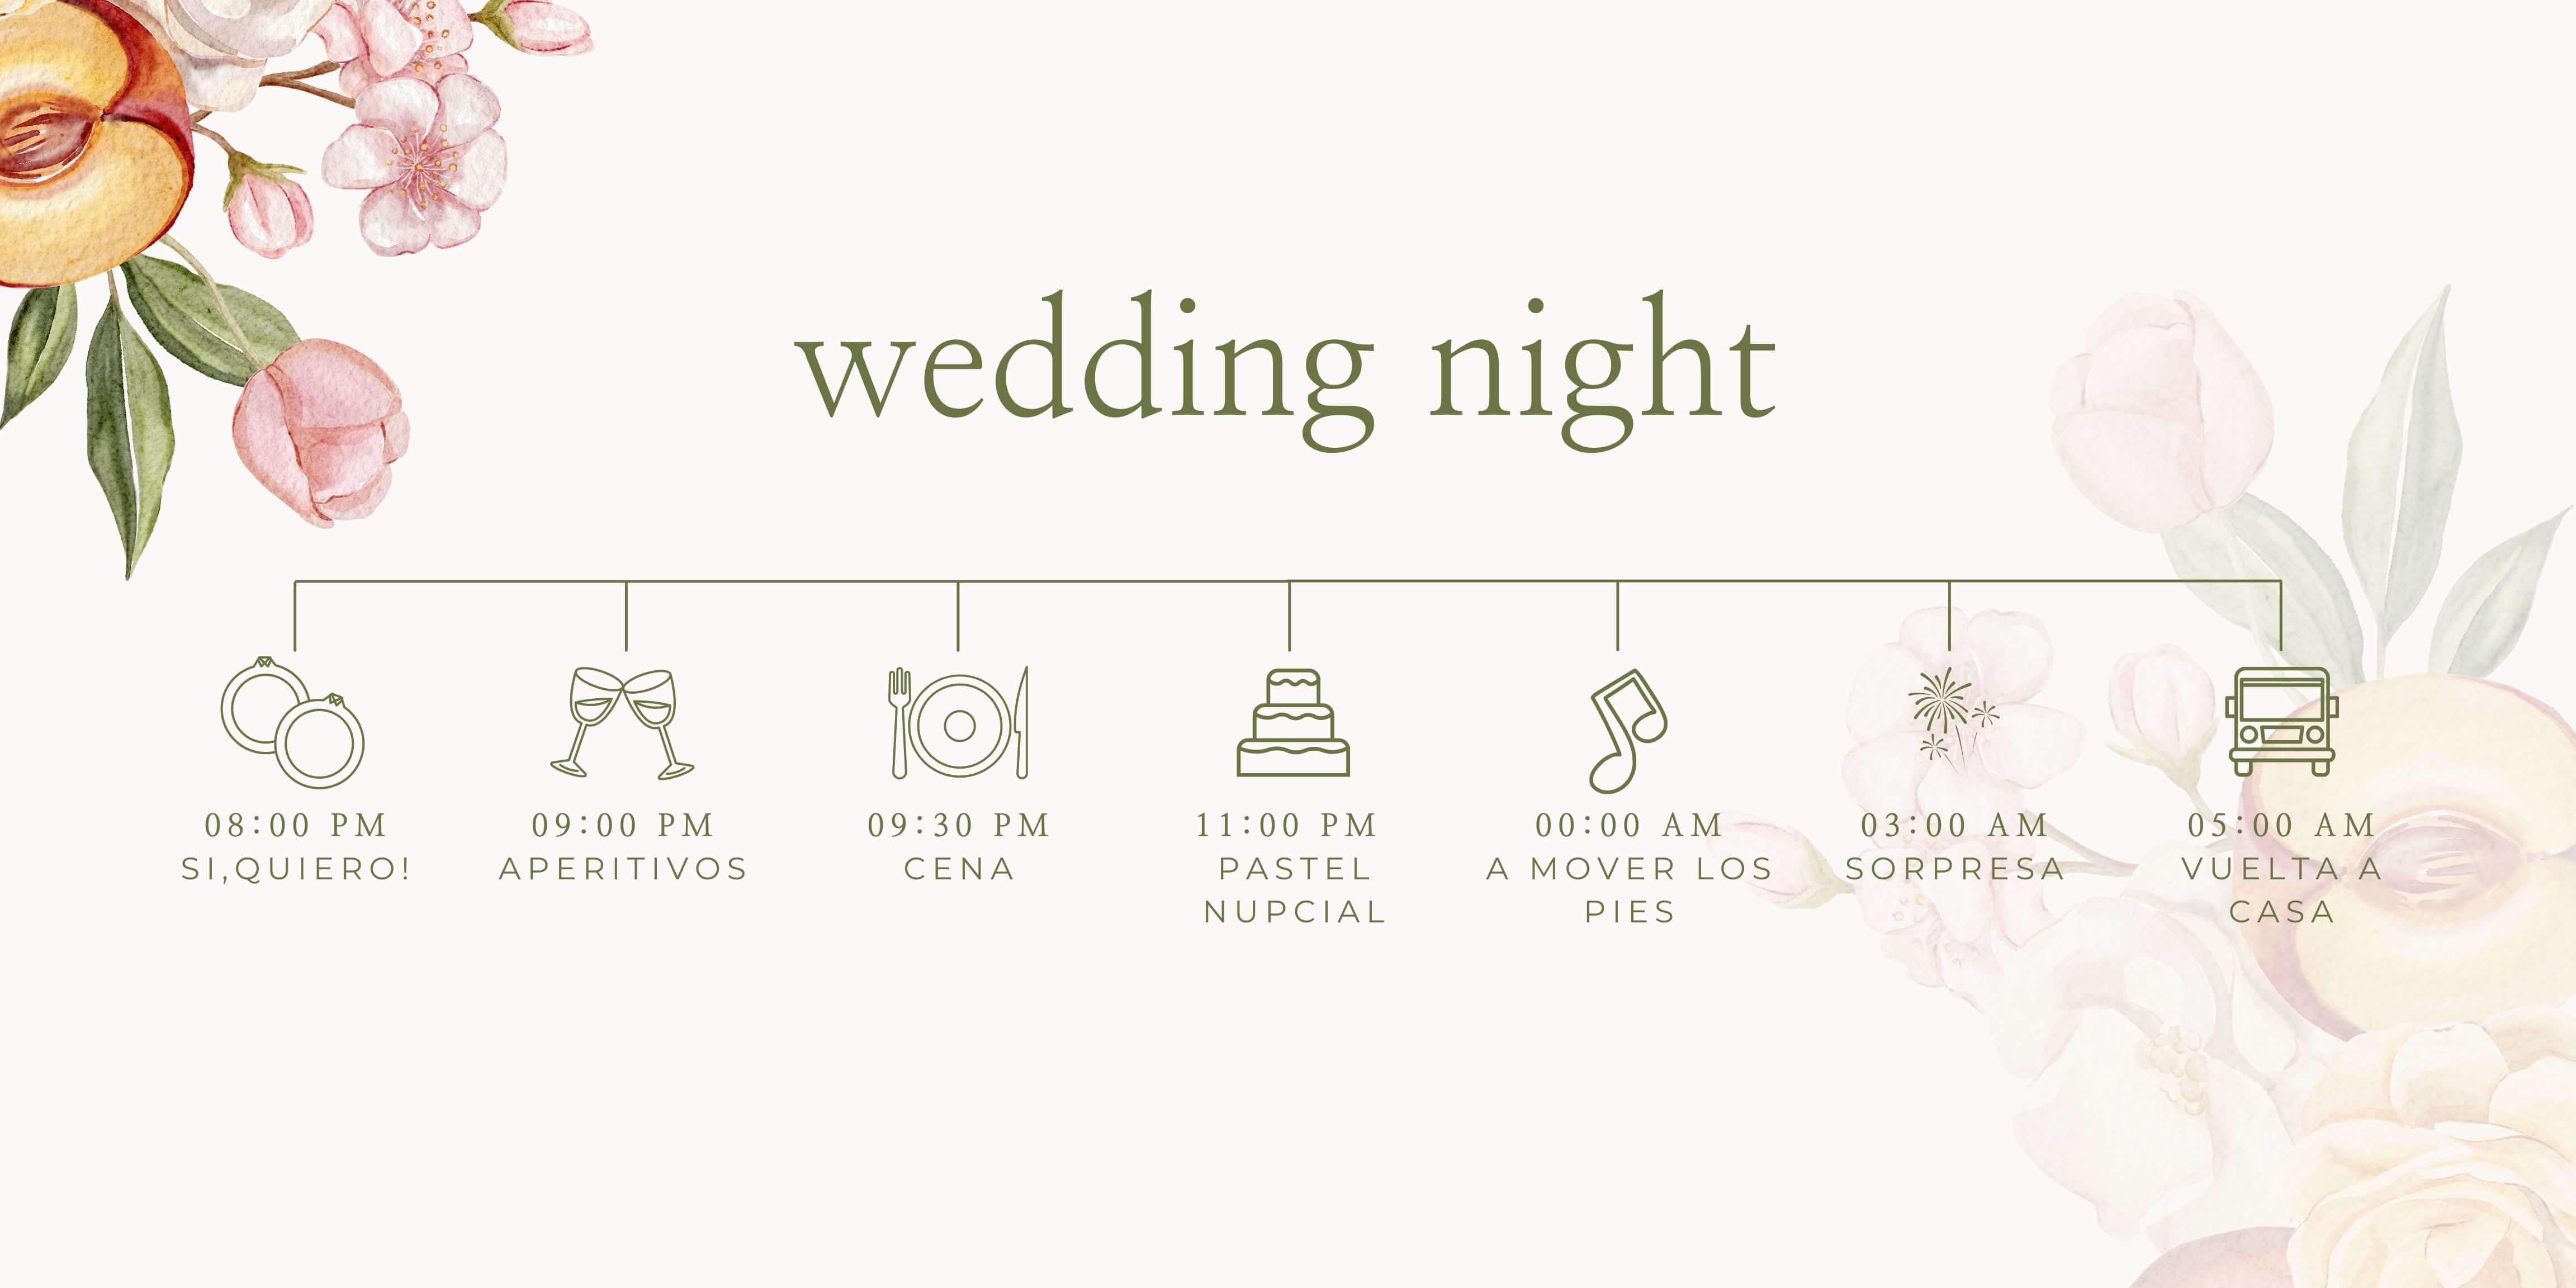 wedding night
08:00 PM
SI,QUIERO!
09:00 PM
APERITIVOS
09:30 PM
CENA
11:00 PM
PASTEL
NUPCIAL
00:00 AM
A MOVER LOS
PIES
03:00 AM
SORPRESA
05:00 AM
VUELTA A
CASA